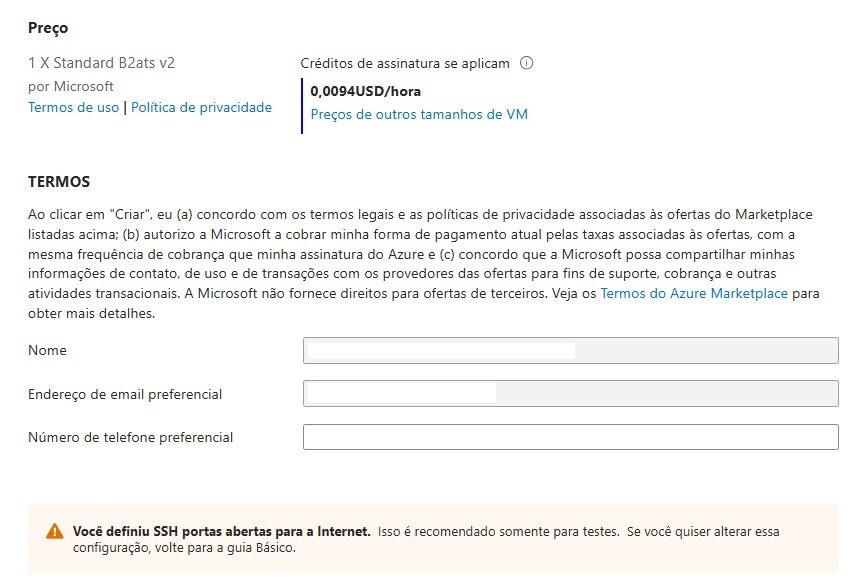 Preço
1 X Standard B2ats v2
Créditos de assinatura se aplicam
por Microsoft
0,0094USD/hora
Termos de uso | Política de privacidade
Preços de outros tamanhos de VM
TERMOS
Ao clicar em "Criar", eu (a) concordo com os termos legais e as políticas de privacidade associadas às ofertas do Marketplace
listadas acima; (b) autorizo a Microsoft a cobrar minha forma de pagamento atual pelas taxas associadas às ofertas, com a
mesma frequência de cobrança que minha assinatura do Azure e (c) concordo que a Microsoft possa compartilhar minhas
informações de contato, de uso e de transações com os provedores das ofertas para fins de suporte, cobrança e outras
atividades transacionais. A Microsoft não fornece direitos para ofertas de terceiros. Veja os Termos do Azure Marketplace para
obter mais detalhes.
Nome
Endereço de email preferencial
Número de telefone preferencial
Você definiu SSH portas abertas para a Internet. Isso é recomendado somente para testes. Se você quiser alterar essa
configuração, volte para a guia Básico.